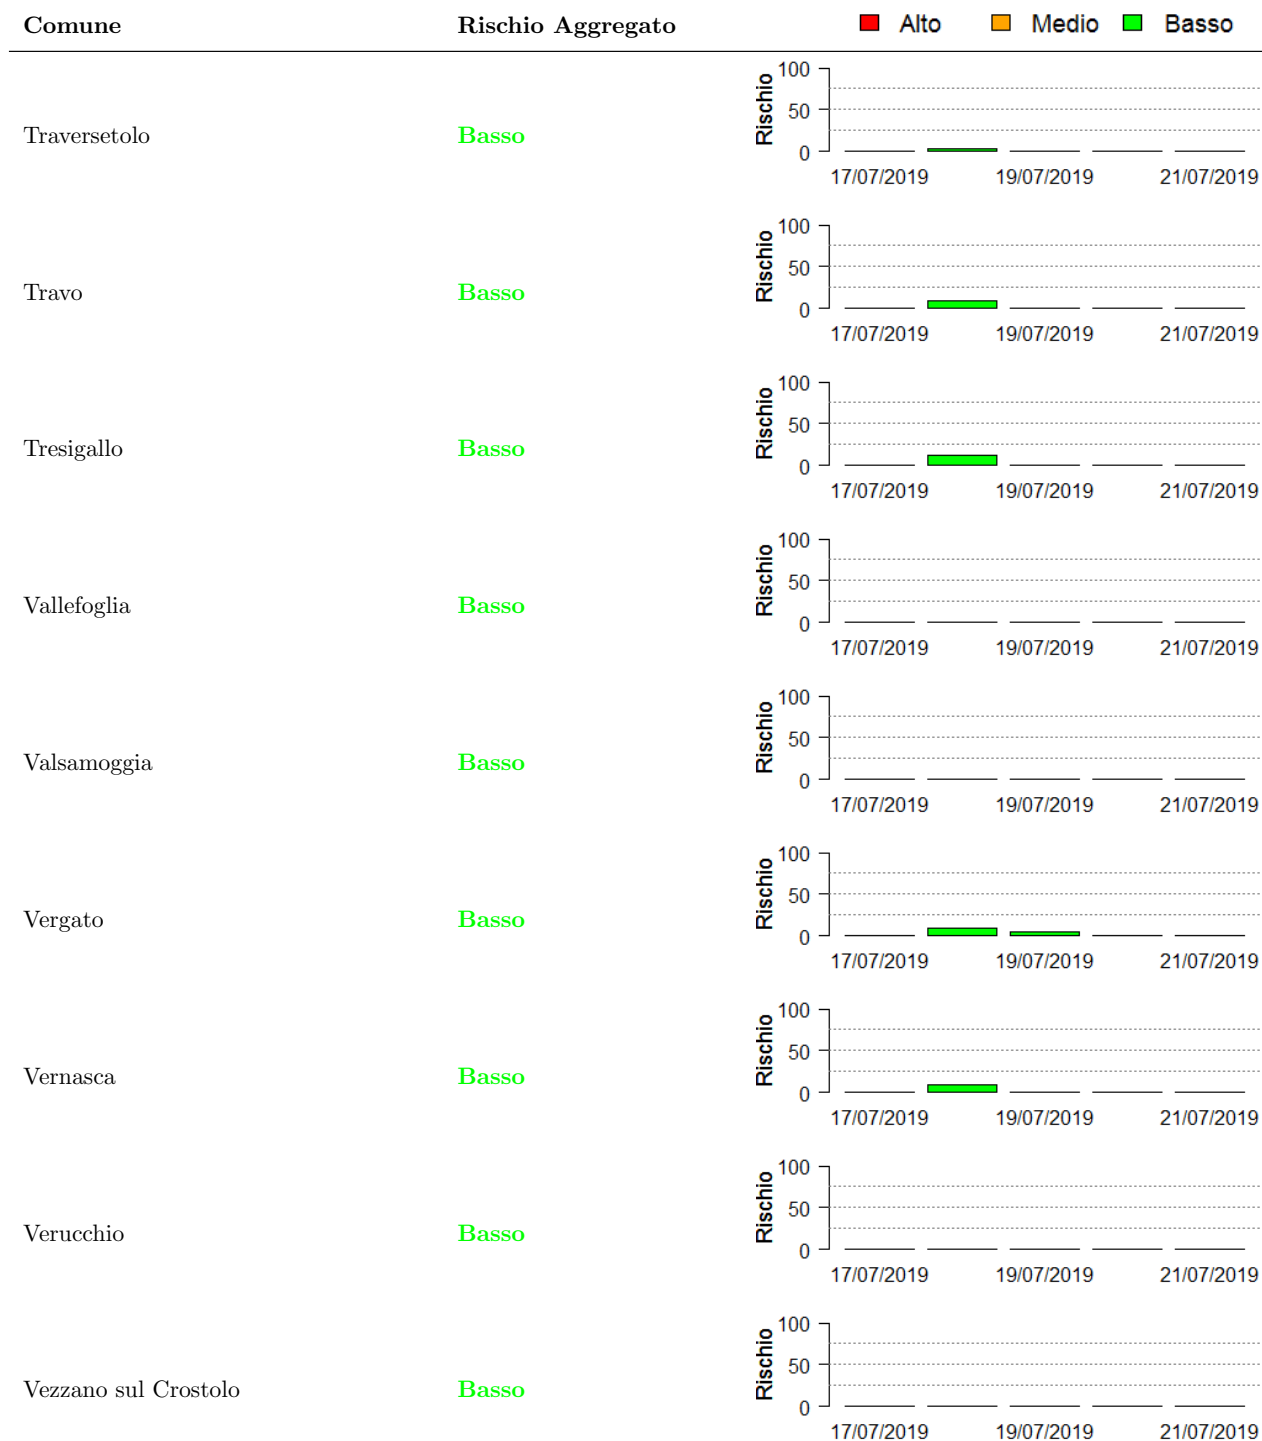 Comune Rischio Aggregato Alto Medio Basso
Traversetolo Basso
Rischio
100
50
0
17/07/2019 19/07/2019 21/07/2019
Travo Basso
Rischio
100
50
0
17/07/2019 19/07/2019 21/07/2019
Tresigallo Basso
Rischio
100
50
0
17/07/2019 19/07/2019 21/07/2019
Vallefoglia Basso
Rischio
100
50
0
17/07/2019 19/07/2019 21/07/2019
Valsamoggia Basso
Rischio
100
50
0
17/07/2019 19/07/2019 21/07/2019
Vergato Basso
Rischio
100
50
0
17/07/2019 19/07/2019 21/07/2019
Vernasca Basso
Rischio
100
50
0
17/07/2019 19/07/2019 21/07/2019
Verucchio Basso
Rischio
100
50
0
17/07/2019 19/07/2019 21/07/2019
Vezzano sul Crostolo Basso
Rischio
100
50
0
17/07/2019 19/07/2019 21/07/2019